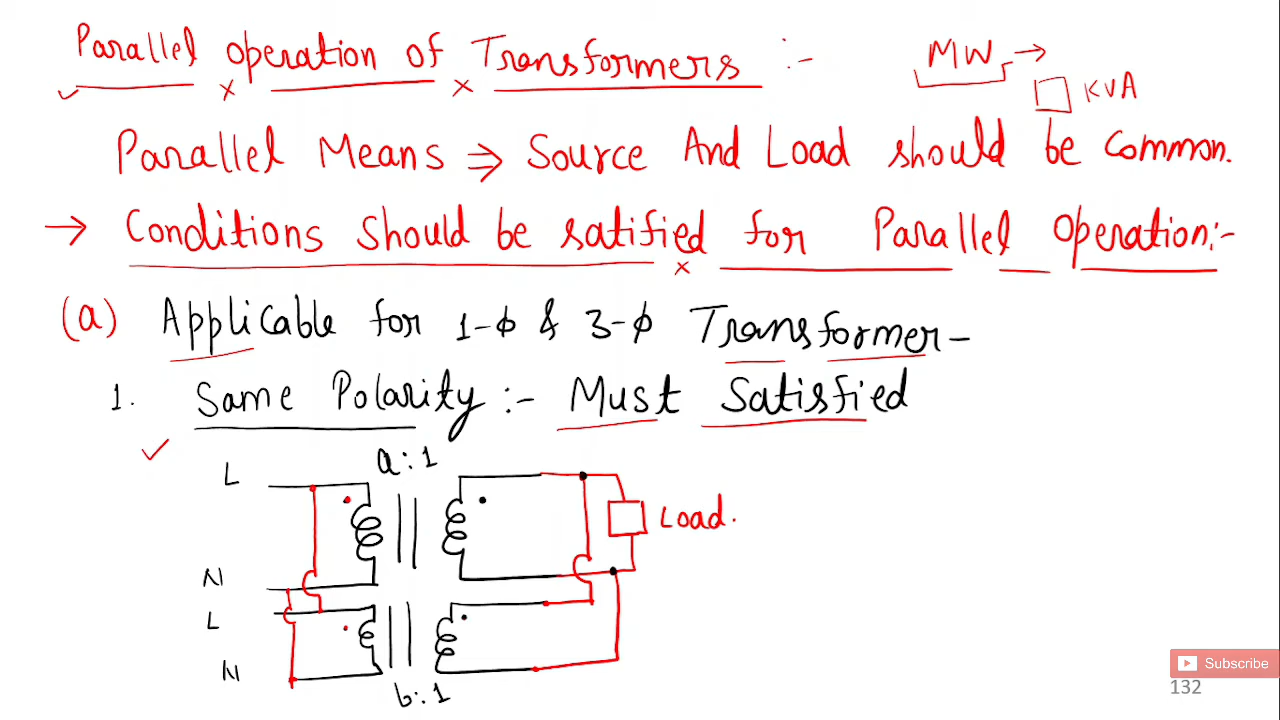 Parallel operation of Transformers :-
MW →
KVA
Parallel Means ⇒ Source And Load should be common.
→ Conditions should be satified for Parallel Operation:-
(a) Applicable for 1-ϕ & 3-ϕ Transformer-
1. Same Polarity :- Must Satisfied
a:1
L
Load.
N
L
N
b:1
Subscribe
132